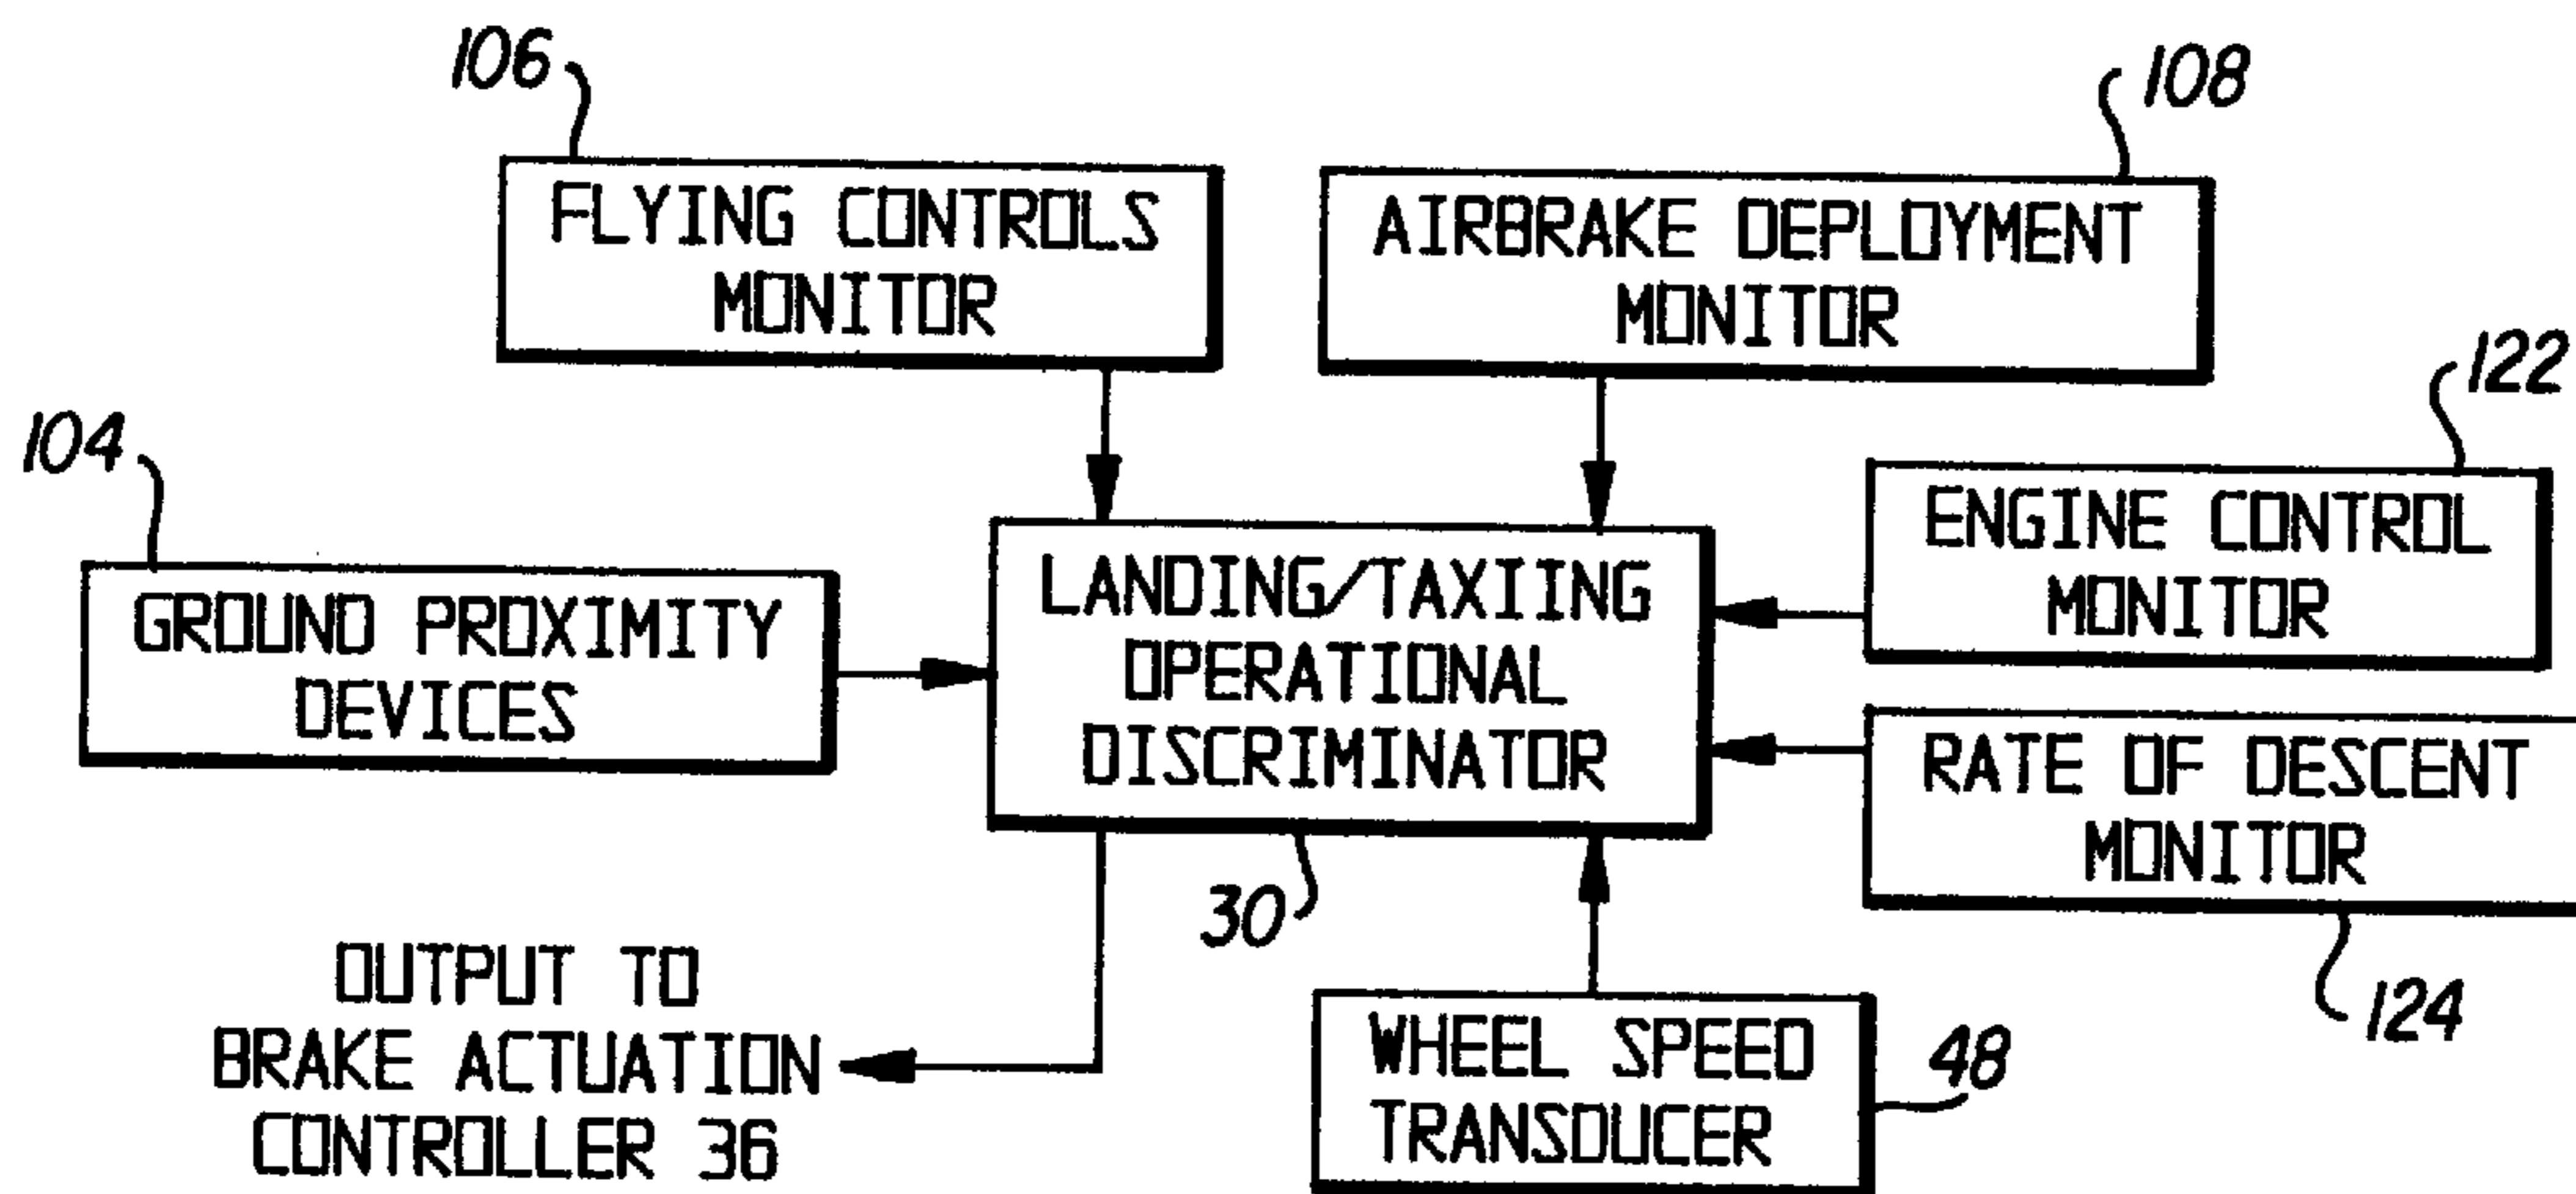 106
108
FLYING CONTROLS
MONITOR
AIRBRAKE DEPLOYMENT
MONITOR
122
104
ENGINE CONTROL
MONITOR
GROUND PROXIMITY
DEVICES
LANDING/TAXIING
OPERATIONAL
DISCRIMINATOR
RATE OF DESCENT
MONITOR
30
124
OUTPUT TO
BRAKE ACTUATION
CONTROLLER 36
WHEEL SPEED
TRANSDUCER
48